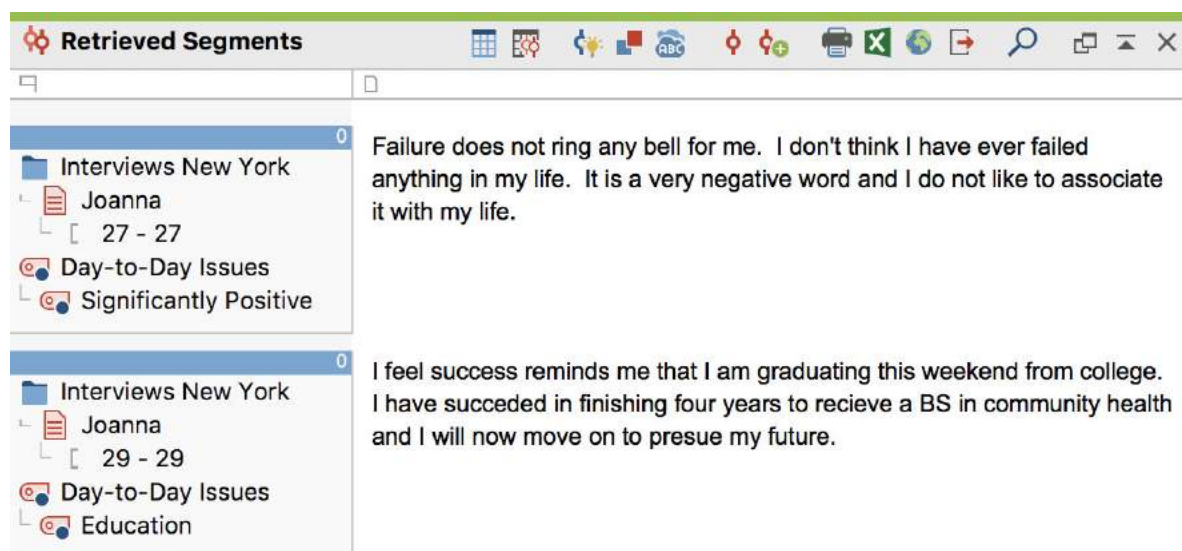 Retrieved Segments
ABC
X
0
Interviews New York
Joanna
27 - 27
Day-to-Day Issues
Significantly Positive
Failure does not ring any bell for me.  I don't think I have ever failed
anything in my life.  It is a very negative word and I do not like to associate
it with my life.
0
Interviews New York
Joanna
29 - 29
Day-to-Day Issues
Education
I feel success reminds me that I am graduating this weekend from college.
I have succeded in finishing four years to recieve a BS in community health
and I will now move on to presue my future.